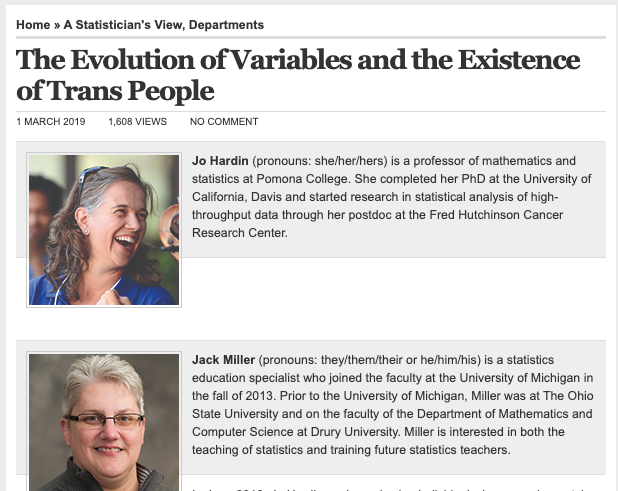 Home » A Statistician's View, Departments
The Evolution of Variables and the Existence
of Trans People
1 MARCH 2019 1,608 VIEWS NO COMMENT
Jo Hardin (pronouns: she/her/hers) is a professor of mathematics and
statistics at Pomona College. She completed her PhD at the University of
California, Davis and started research in statistical analysis of high-
throughput data through her postdoc at the Fred Hutchinson Cancer
Research Center.
Jack Miller (pronouns: they/them/their or he/him/his) is a statistics
education specialist who joined the faculty at the University of Michigan in
the fall of 2013. Prior to the University of Michigan, Miller was at The Ohio
State University and on the faculty of the Department of Mathematics and
Computer Science at Drury University. Miller is interested in both the
teaching of statistics and training future statistics teachers.